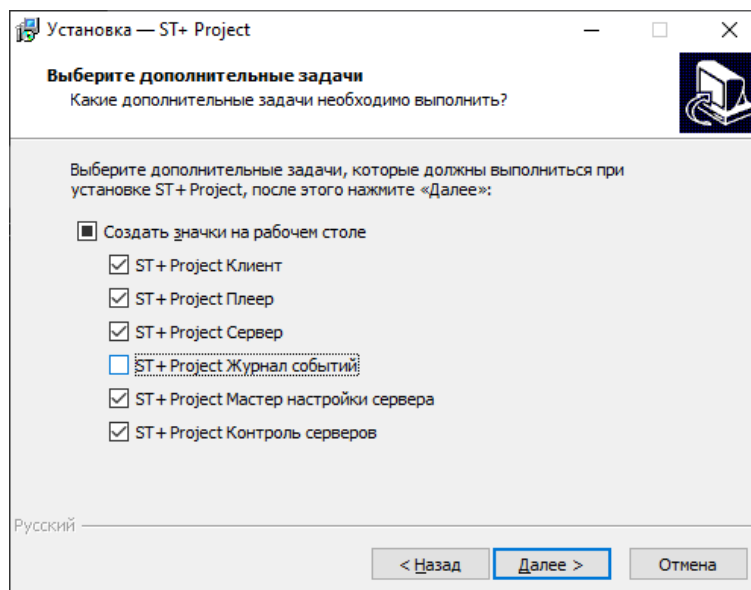 Установка — ST+ Project
Выберите дополнительные задачи
Какие дополнительные задачи необходимо выполнить?
Выберите дополнительные задачи, которые должны выполниться при
установке ST+ Project, после этого нажмите «Далее»:
Создать значки на рабочем столе
ST+ Project Клиент
ST+ Project Плеер
ST+ Project Сервер
ST+ Project Журнал событий
ST+ Project Мастер настройки сервера
ST+ Project Контроль серверов
Русский
< Назад Далее > Отмена